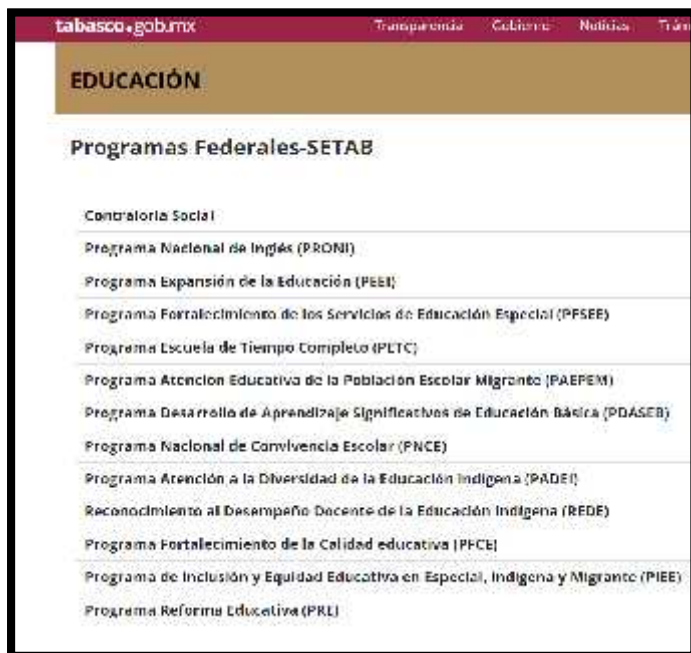 tabasco.gob.mx Transparencia Gobierno Noticias Trám
EDUCACIÓN
Programas Federales-SETAB
Contraloría Social
Programa Nacional de Inglés (PRONI)
Programa Expansión de la Educación (PEEI)
Programa Fortalecimiento de los Servicios de Educación Especial (PFSEE)
Programa Escuela de Tiempo Completo (PETC)
Programa Atención Educativa de la Población Escolar Migrante (PAEPEM)
Programa Desarrollo de Aprendizaje Significativos de Educación Básica (PDASEB)
Programa Nacional de Convivencia Escolar (PNCE)
Programa Atención a la Diversidad de la Educación Indígena (PADEI)
Reconocimiento al Desempeño Docente de la Educación Indígena (REDE)
Programa Fortalecimiento de la Calidad educativa (PFCE)
Programa de Inclusión y Equidad Educativa en Especial, Indígena y Migrante (PIEE)
Programa Reforma Educativa (PRE)